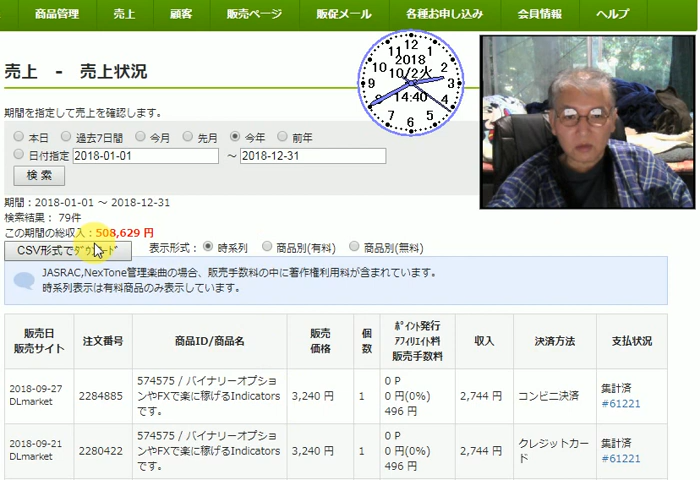 商品管理 売上 顧客 販売ページ 販促メール 各種お申し込み 会員情報 ヘルプ
売上 - 売上状況
11 12 1
10 2
9 3
4
7 6 5
2018
10/2火
14:40
期間を指定して売上を確認します。
本日 過去7日間 今月 先月 今年 前年
日付指定 2018-01-01 ～ 2018-12-31
検 索
期間：2018-01-01 ～ 2018-12-31
検索結果： 79件
この期間の総収入：508,629 円
CSV形式でﾀﾞｳﾝﾛｰﾄﾞ 表示形式： 時系列 商品別(有料) 商品別(無料)
JASRAC,NexTone管理楽曲の場合、販売手数料の中に著作権利用料が含まれています。
時系列表示は有料商品のみ表示しています。
販売日
販売サイト
注文番号
商品ID/商品名
販売
価格
個
数
ﾎﾟｲﾝﾄ発行
ｱﾌｨﾘｴｲﾄ料
販売手数料
収入
決済方法
支払状況
2018-09-27
DLmarket
2284885
574575 / バイナリーオプショ
ンやFXで楽に稼げるIndicators
です。
3,240 円
1
0 P
0 円(0%)
496 円
2,744 円
コンビニ決済
集計済
#61221
2018-09-21
DLmarket
2280422
574575 / バイナリーオプショ
ンやFXで楽に稼げるIndicators
です。
3,240 円
1
0 P
0 円(0%)
496 円
2,744 円
クレジットカー
ド
集計済
#61221